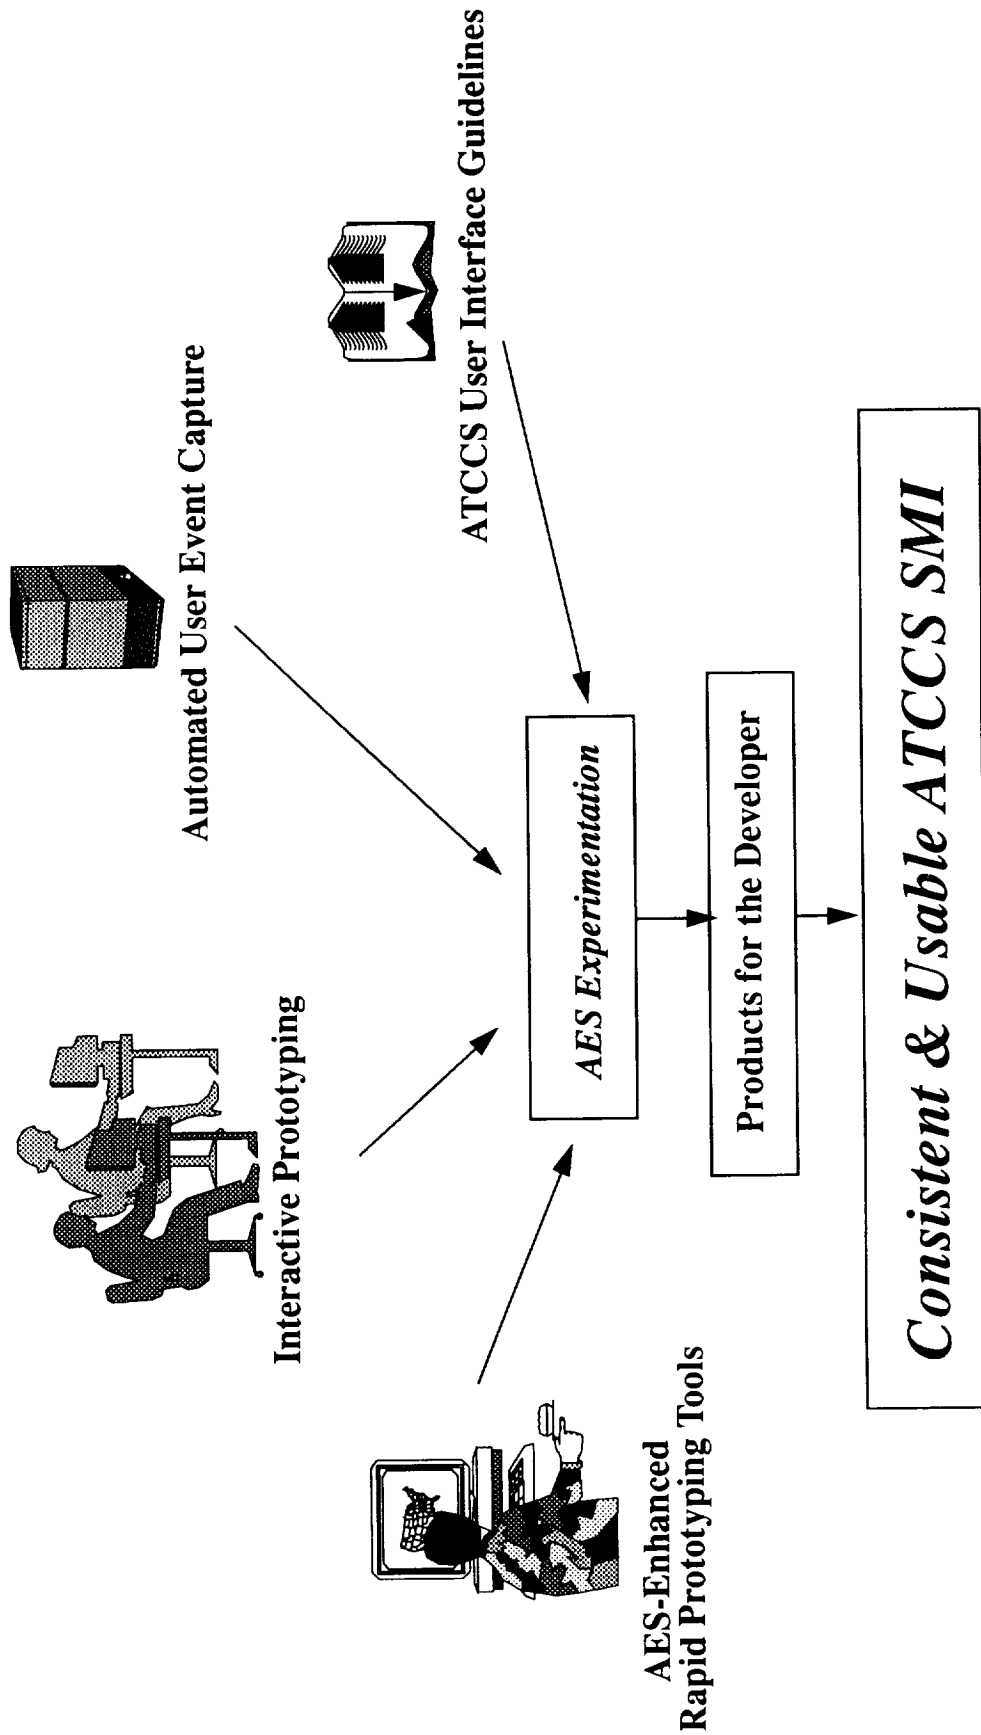 Interactive Prototyping
Automated User Event Capture
AES-Enhanced
Rapid Prototyping Tools
ATCCS User Interface Guidelines
AES Experimentation
Products for the Developer
Consistent & Usable ATCCS SMI